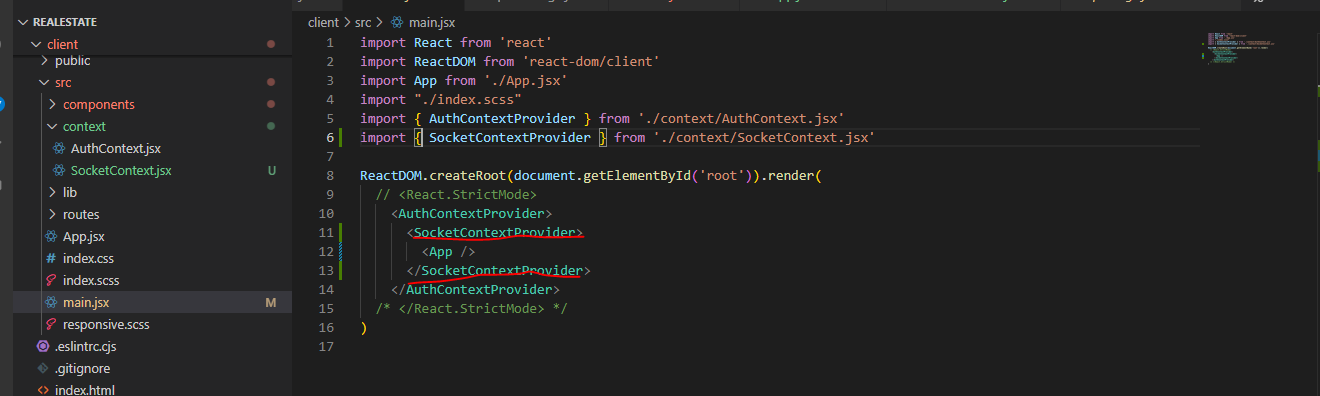 REALESTATE
client
public
src
components
context
AuthContext.jsx
SocketContext.jsx U
lib
routes
App.jsx
# index.css
index.scss
main.jsx M
responsive.scss
.eslintrc.cjs
.gitignore
<> index.html
client > src > main.jsx
1 import React from 'react'
2 import ReactDOM from 'react-dom/client'
3 import App from './App.jsx'
4 import "./index.scss"
5 import { AuthContextProvider } from './context/AuthContext.jsx'
6 import { SocketContextProvider } from './context/SocketContext.jsx'
7
8 ReactDOM.createRoot(document.getElementById('root')).render(
9 // <React.StrictMode>
10 <AuthContextProvider>
11 <SocketContextProvider>
12 <App />
13 </SocketContextProvider>
14 </AuthContextProvider>
15 /* </React.StrictMode> */
16 )
17